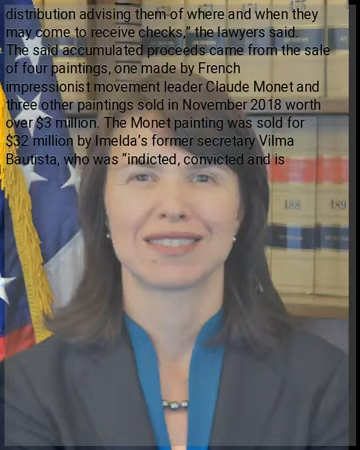 distribution advising them of where and when they
may come to receive checks,” the lawyers said.
The said accumulated proceeds came from the sale
of four paintings, one made by French
impressionist movement leader Claude Monet and
three other paintings sold in November 2018 worth
over $3 million. The Monet painting was sold for
$32 million by Imelda’s former secretary Vilma
Bautista, who was “indicted, convicted and is
488
489